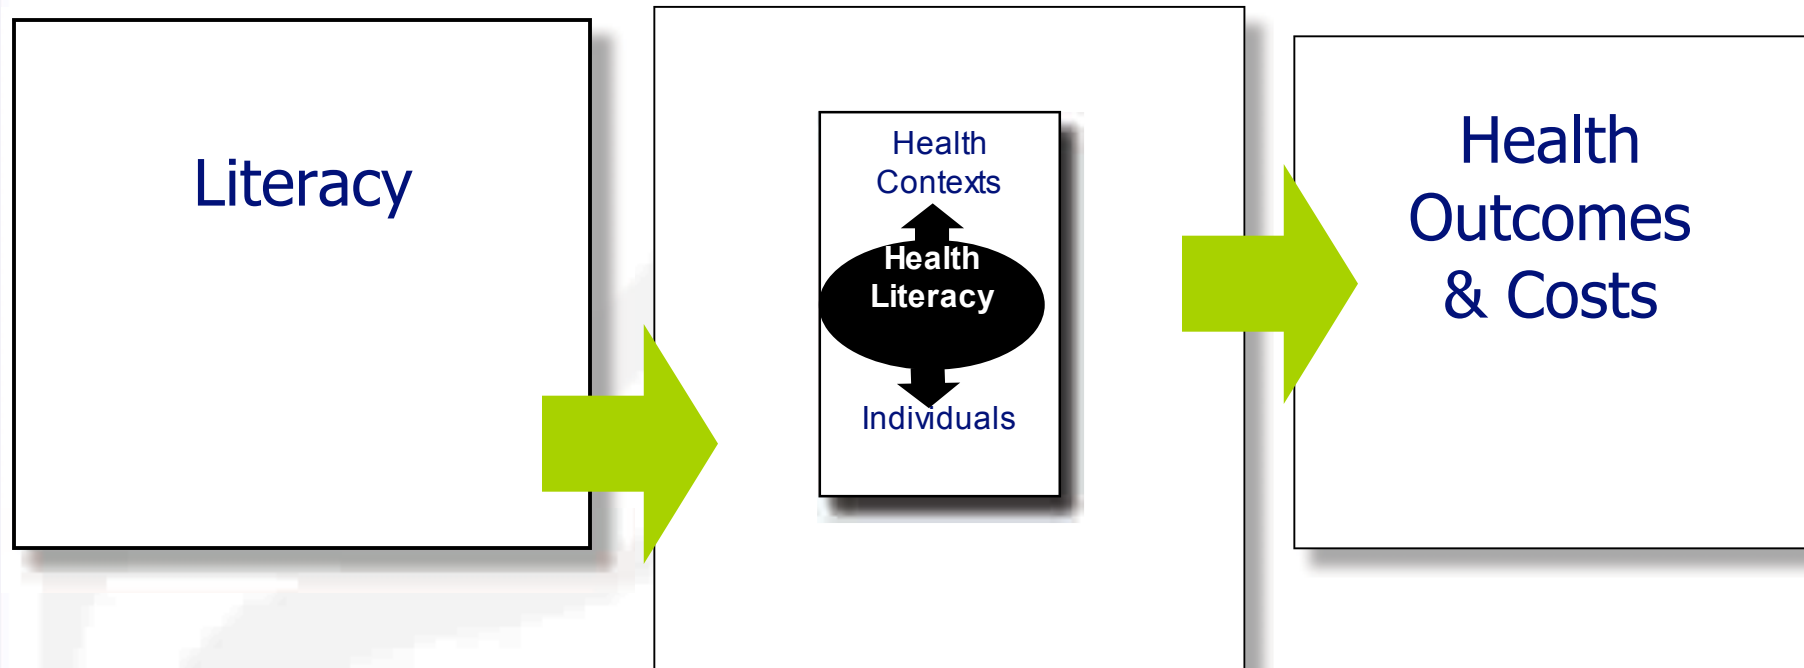 Literacy
Health
Contexts
Health
Literacy
Individuals
Health
Outcomes
& Costs